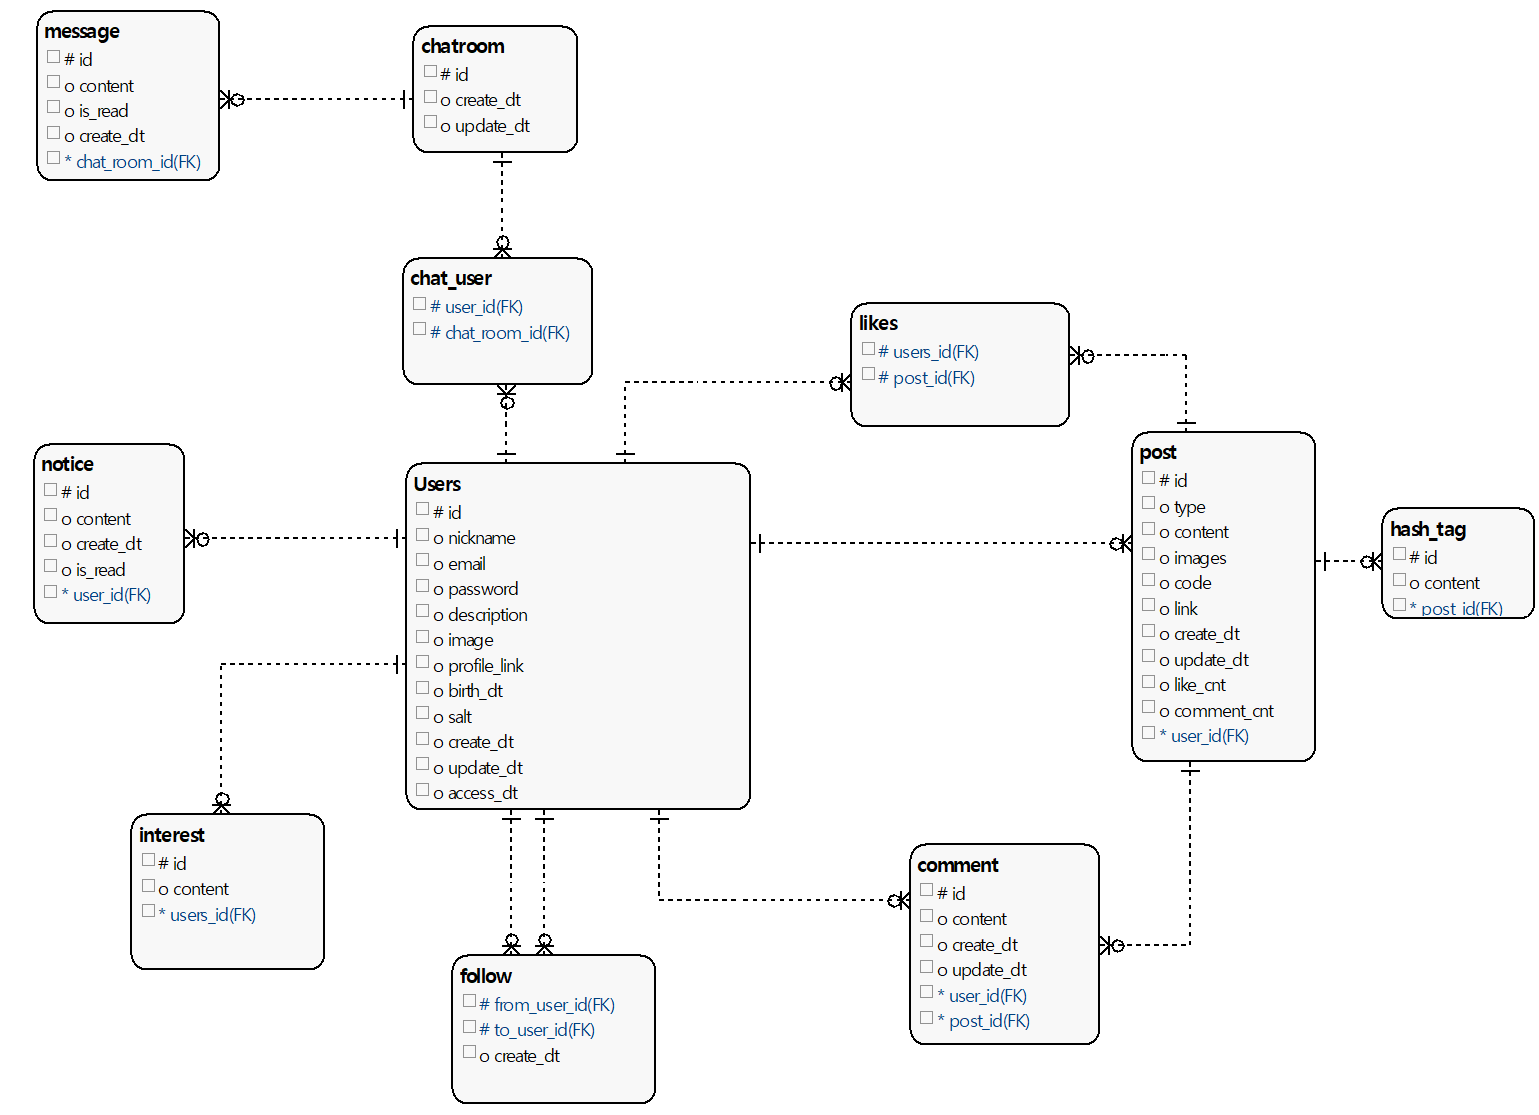 message
# id
o content
o is_read
o create_dt
* chat_room_id(FK)
chatroom
# id
o create_dt
o update_dt
chat_user
# user_id(FK)
# chat_room_id(FK)
likes
# users_id(FK)
# post_id(FK)
notice
# id
o content
o create_dt
o is_read
* user_id(FK)
Users
# id
o nickname
o email
o password
o description
o image
o profile_link
o birth_dt
o salt
o create_dt
o update_dt
o access_dt
post
# id
o type
o content
o images
o code
o link
o create_dt
o update_dt
o like_cnt
o comment_cnt
* user_id(FK)
hash_tag
# id
o content
* post_id(FK)
interest
# id
o content
* users_id(FK)
follow
# from_user_id(FK)
# to_user_id(FK)
o create_dt
comment
# id
o content
o create_dt
o update_dt
* user_id(FK)
* post_id(FK)